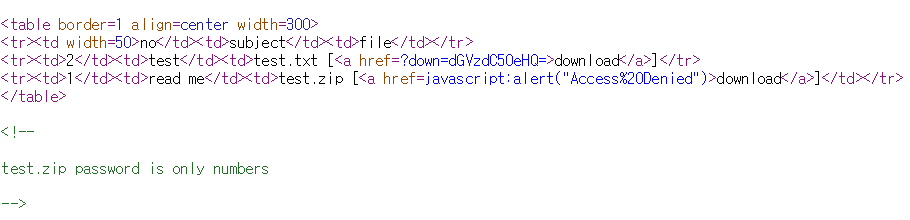 <table border=1 align=center width=300>
<tr><td width=50>no</td><td>subject</td><td>file</td></tr>
<tr><td>2</td><td>test</td><td>test.txt [<a href=?down=dGVzdC50eHQ=>download</a>]</td></tr>
<tr><td>1</td><td>read me</td><td>test.zip [<a href=javascript:alert("Access%20Denied")>download</a>]</td></tr>
</table>
<!--
test.zip password is only numbers
-->